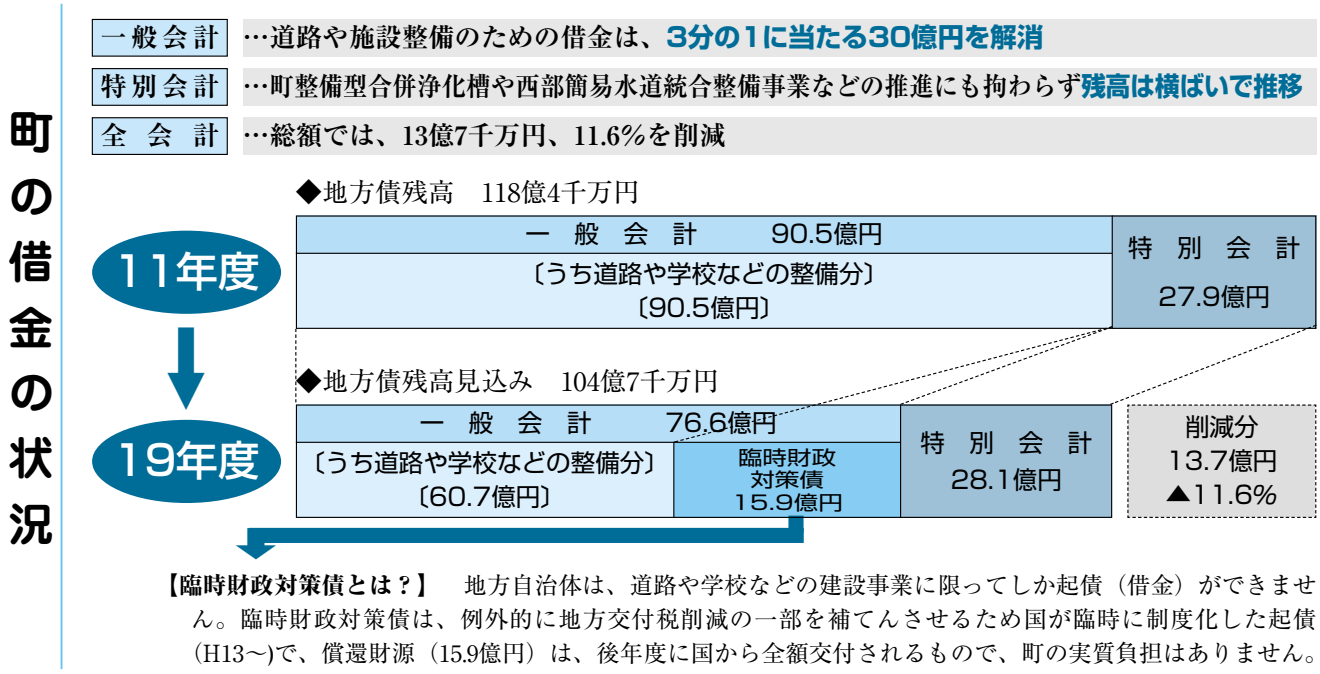 町の借金の状況
一般会計 …道路や施設整備のための借金は、3分の1に当たる30億円を解消
特別会計 …町整備型合併浄化槽や西部簡易水道統合整備事業などの推進にも拘わらず残高は横ばいで推移
全会計 …総額では、13億7千万円、11.6%を削減
◆地方債残高　118億4千万円
11年度
一般会計　90.5億円
〔うち道路や学校などの整備分〕
〔90.5億円〕
特別会計
27.9億円
◆地方債残高見込み　104億7千万円
19年度
一般会計　76.6億円
〔うち道路や学校などの整備分〕
〔60.7億円〕
臨時財政
対策債
15.9億円
特別会計
28.1億円
削減分
13.7億円
▲11.6%
【臨時財政対策債とは？】　地方自治体は、道路や学校などの建設事業に限ってしか起債（借金）ができませ
ん。臨時財政対策債は、例外的に地方交付税削減の一部を補てんさせるため国が臨時に制度化した起債
（H13〜)で、償還財源（15.9億円）は、後年度に国から全額交付されるもので、町の実質負担はありません。